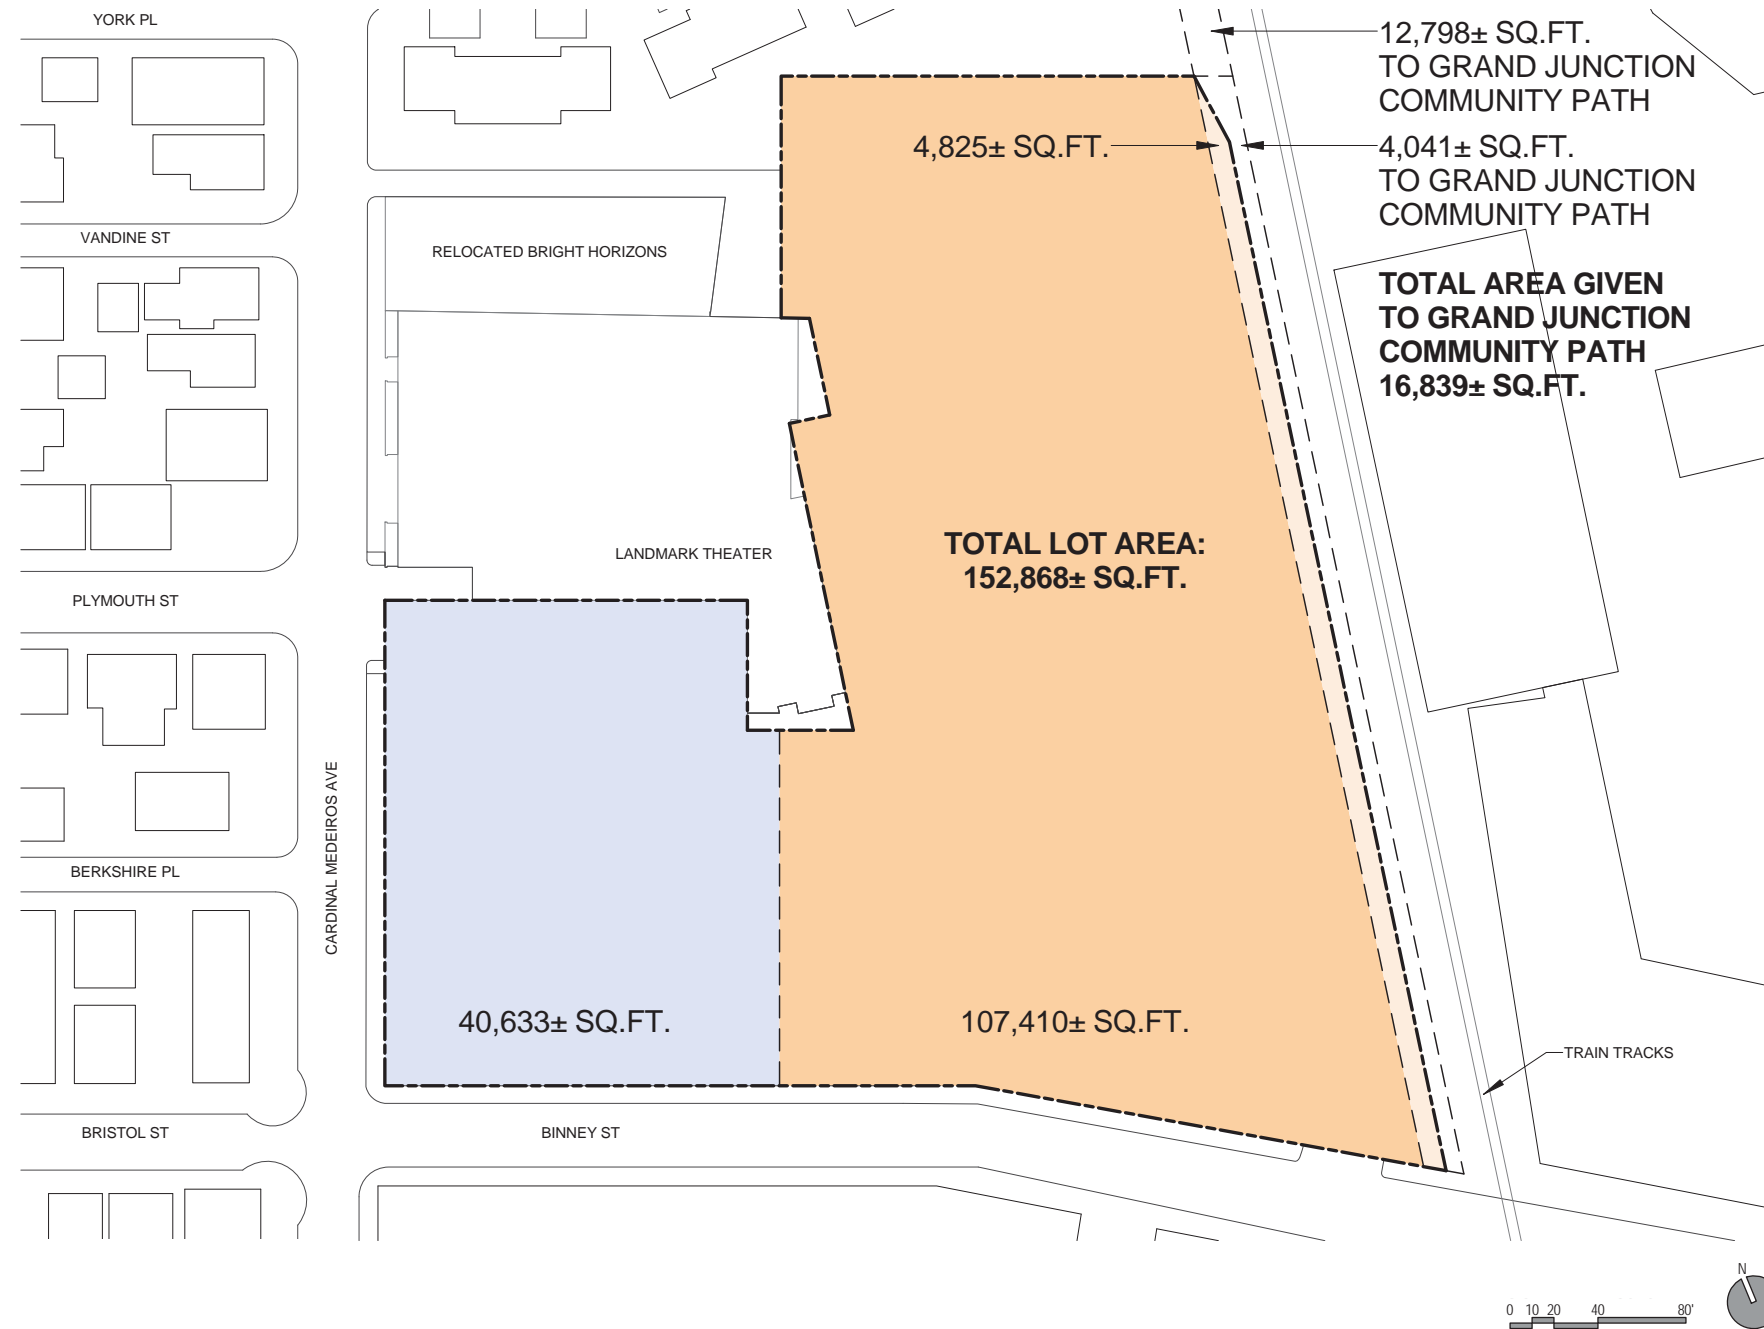 YORK PL
12,798± SQ.FT.
TO GRAND JUNCTION
COMMUNITY PATH
4,825± SQ.FT.
4,041± SQ.FT.
TO GRAND JUNCTION
COMMUNITY PATH
VANDINE ST
RELOCATED BRIGHT HORIZONS
TOTAL AREA GIVEN
TO GRAND JUNCTION
COMMUNITY PATH
16,839± SQ.FT.
LANDMARK THEATER
TOTAL LOT AREA:
152,868± SQ.FT.
PLYMOUTH ST
CARDINAL MEDEIROS AVE
BERKSHIRE PL
40,633± SQ.FT.
107,410± SQ.FT.
TRAIN TRACKS
BRISTOL ST
BINNEY ST
N
0 10 20 40 80'